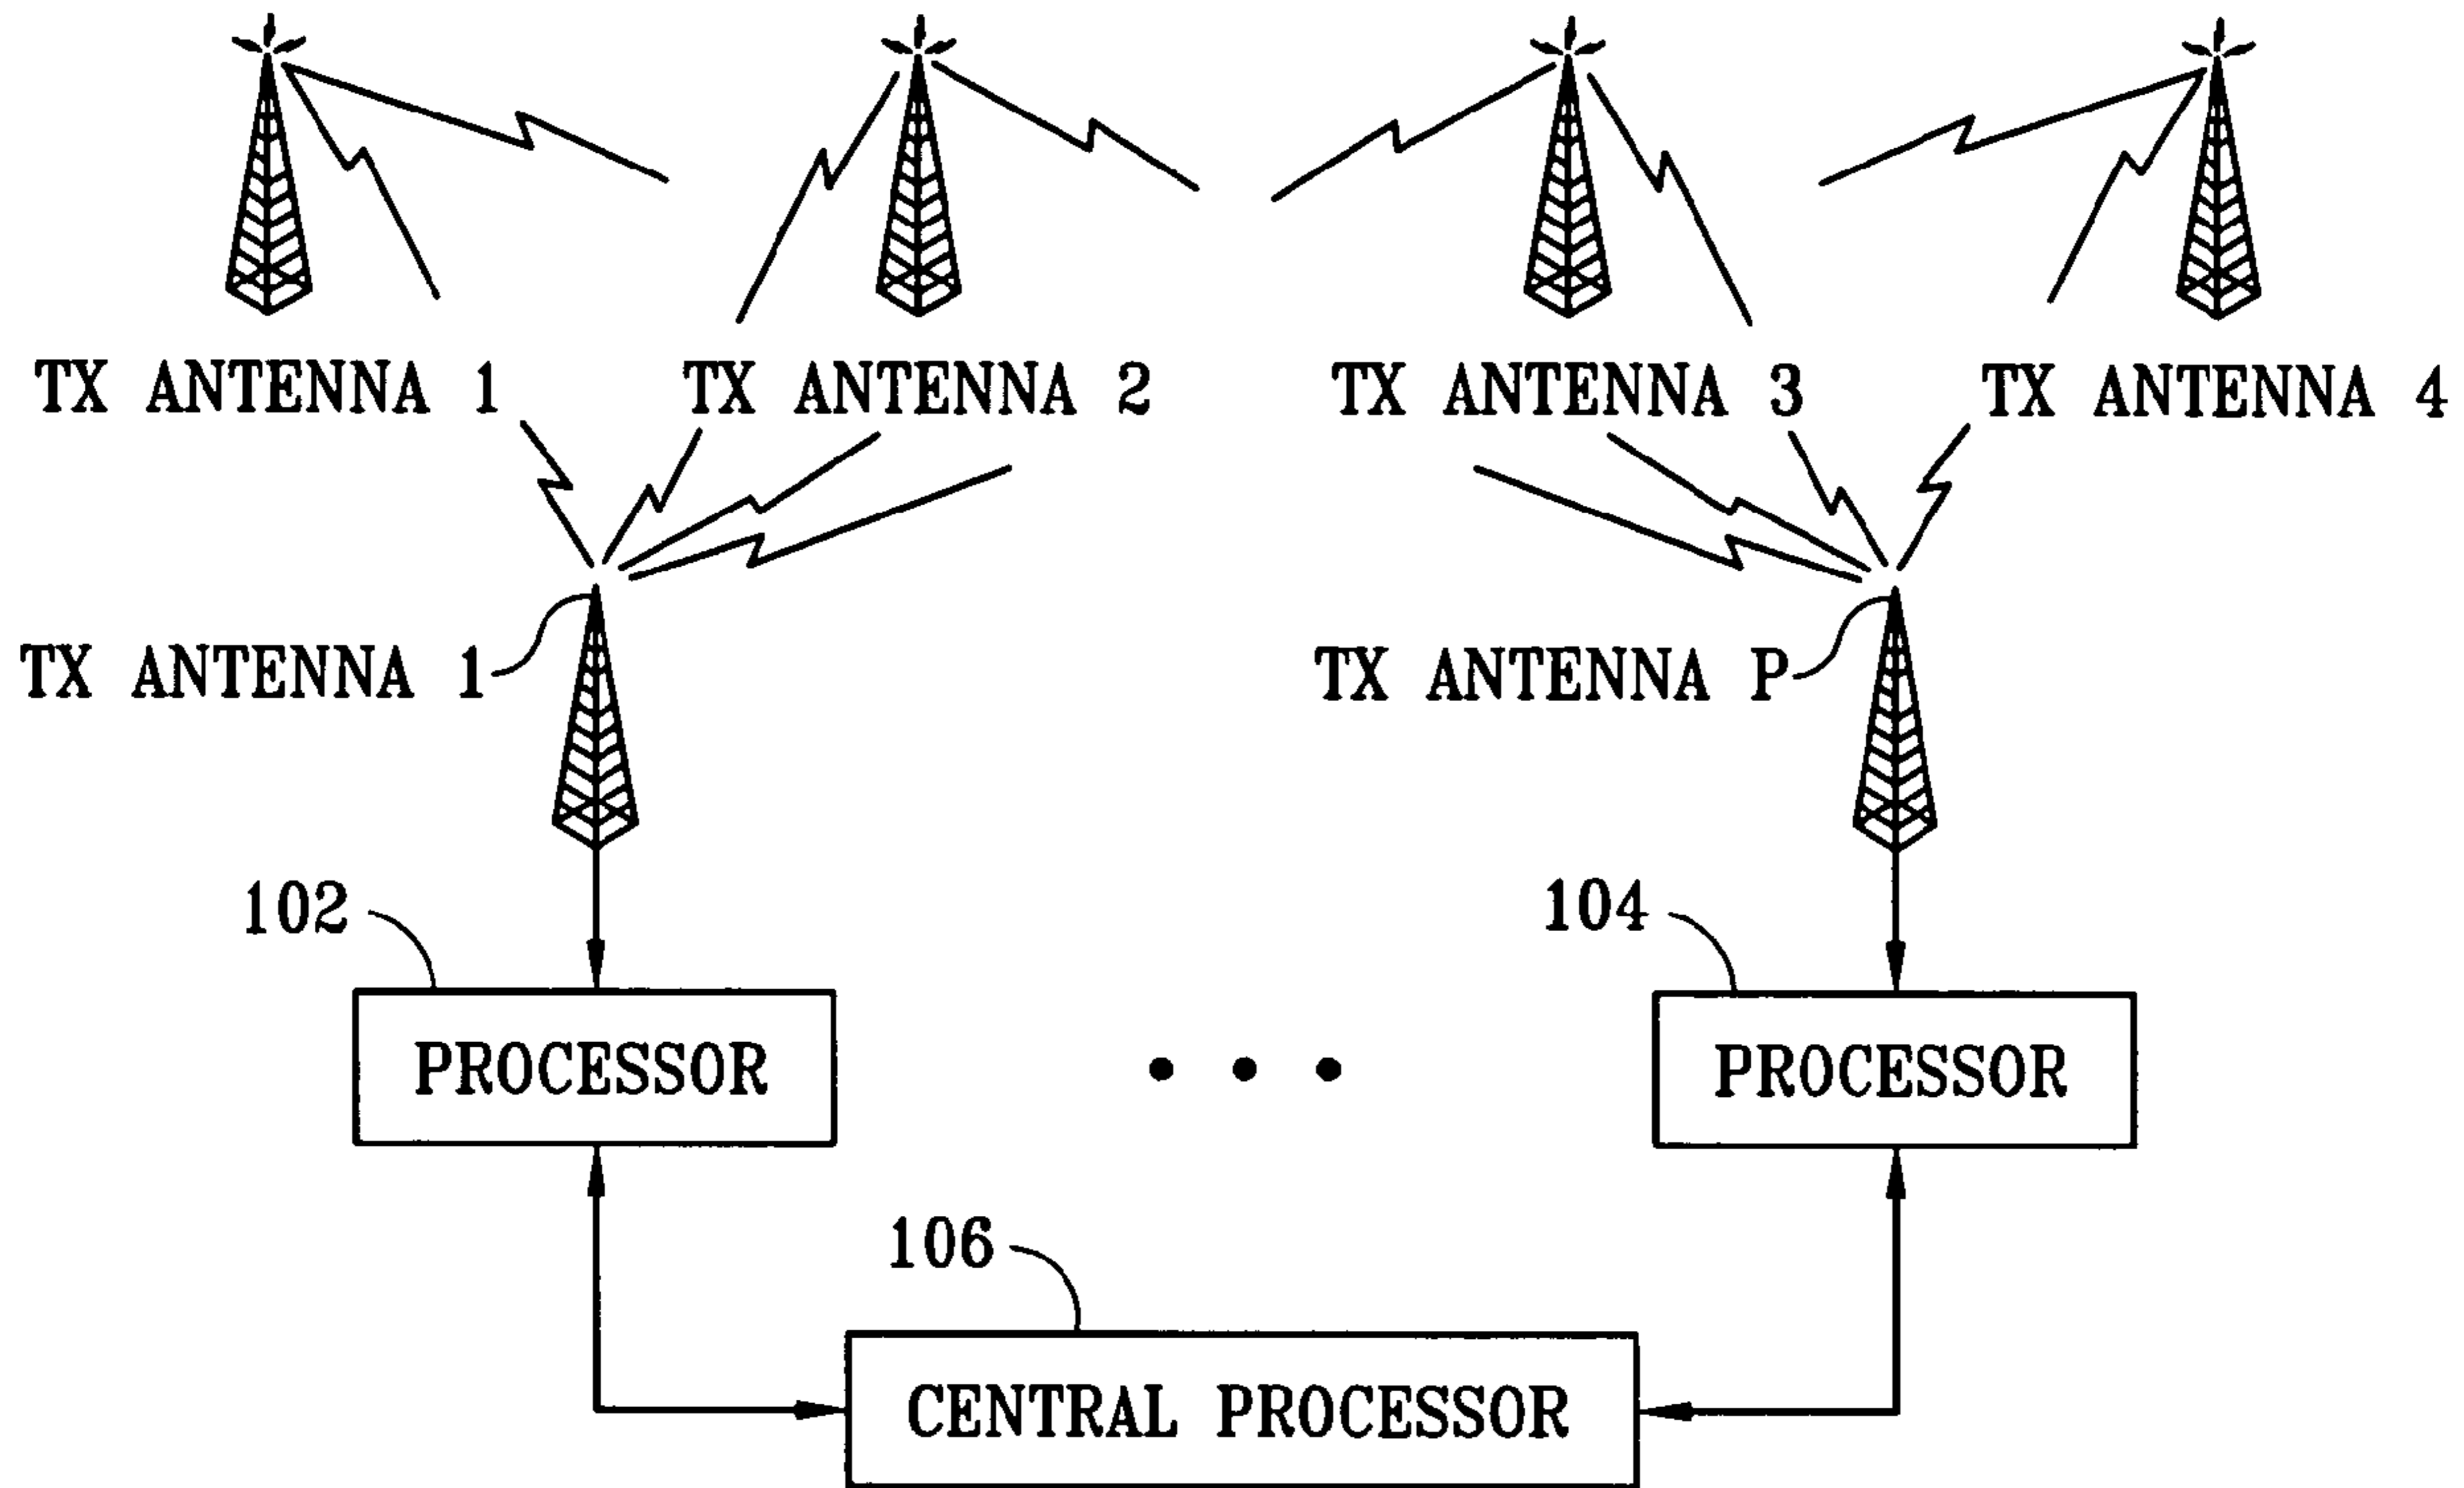 TX ANTENNA 1
TX ANTENNA 2
TX ANTENNA 3
TX ANTENNA 4
TX ANTENNA 1
TX ANTENNA P
102
104
PROCESSOR
PROCESSOR
106
CENTRAL PROCESSOR